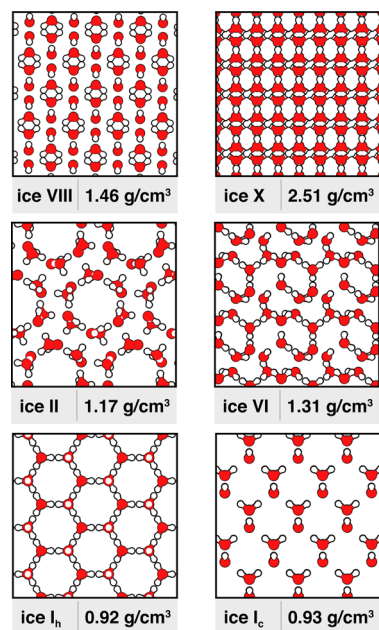 ice VIII 1.46 g/cm³
ice X 2.51 g/cm³
ice II 1.17 g/cm³
ice VI 1.31 g/cm³
ice Iₕ 0.92 g/cm³
ice I꜀ 0.93 g/cm³